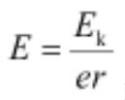 E = E_k / er